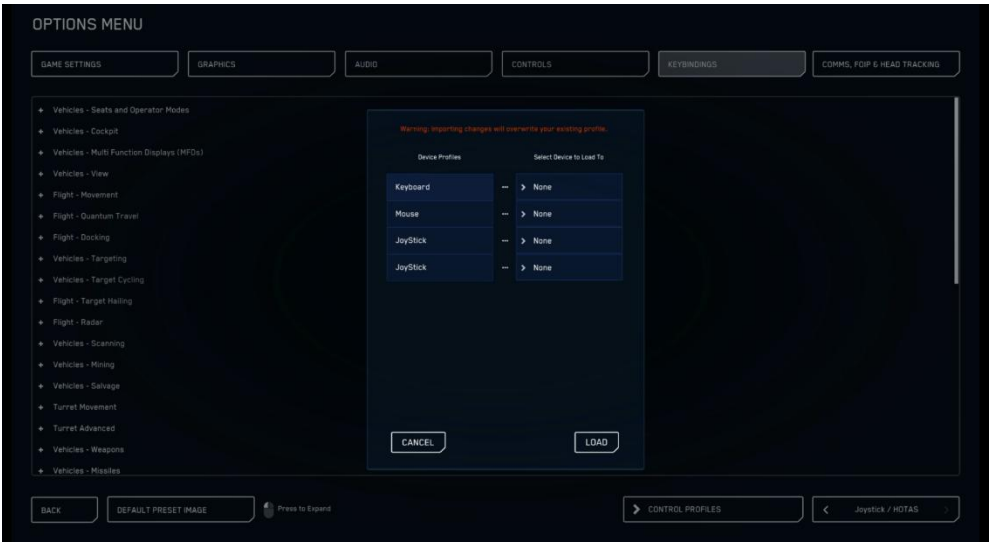 OPTIONS MENU
GAME SETTINGS
GRAPHICS
AUDIO
CONTROLS
KEYBINDINGS
COMMS, FOIP & HEAD TRACKING
+ Vehicles - Seats and Operator Modes
+ Vehicles - Cockpit
+ Vehicles - Multi Function Displays (MFDs)
+ Vehicles - View
+ Flight - Movement
+ Flight - Quantum Travel
+ Flight - Docking
+ Vehicles - Targeting
+ Vehicles - Target Cycling
+ Flight - Target Hailing
+ Flight - Radar
+ Vehicles - Scanning
+ Vehicles - Mining
+ Vehicles - Salvage
+ Turret Movement
+ Turret Advanced
+ Vehicles - Weapons
+ Vehicles - Missiles
Warning: Importing changes will overwrite your existing profile.
Device Profiles Select Device to Load To
Keyboard --- > None
Mouse --- > None
JoyStick --- > None
JoyStick --- > None
CANCEL
LOAD
BACK
DEFAULT PRESET IMAGE
Press to Expand
> CONTROL PROFILES
< Joystick / HOTAS >